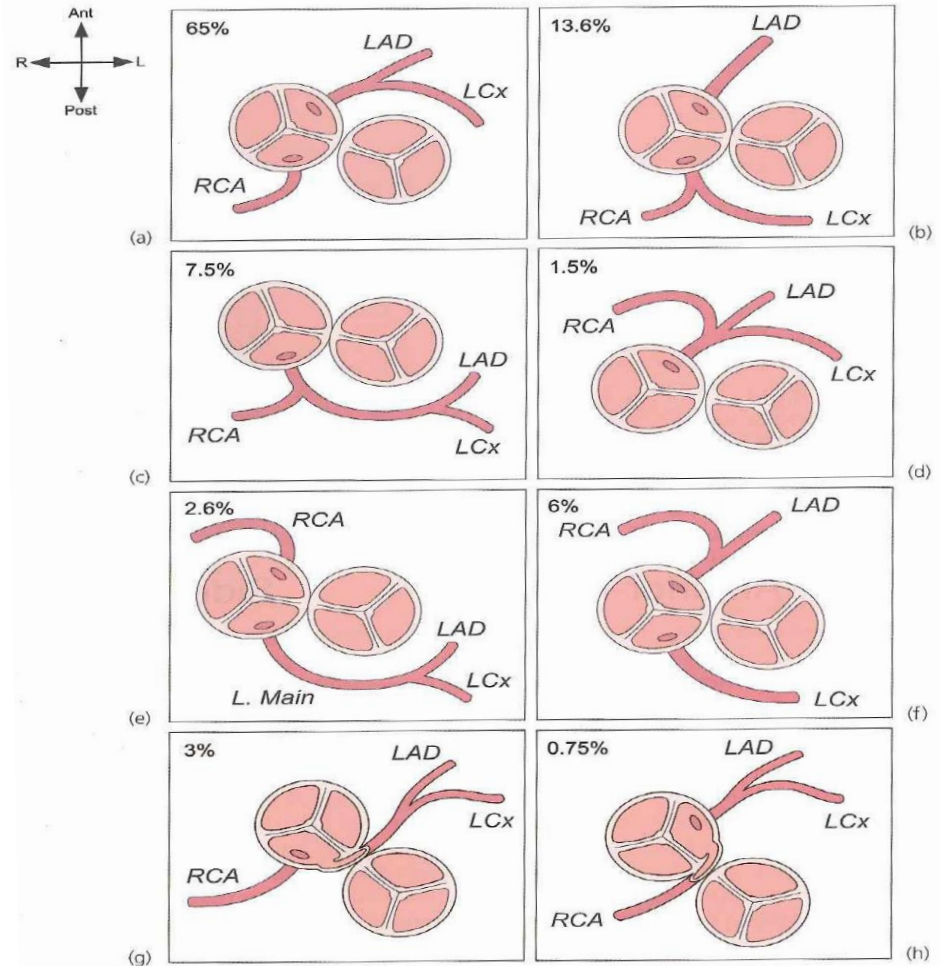 Ant
R L
Post
65%
LAD
LCx
RCA
(a)
13.6%
LAD
RCA
LCx
(b)
7.5%
LAD
RCA
LCx
(c)
1.5%
LAD
RCA
LCx
(d)
2.6%
RCA
LAD
LCx
L. Main
(e)
6%
LAD
RCA
LCx
(f)
3%
LAD
LCx
RCA
(g)
0.75%
LAD
LCx
RCA
(h)